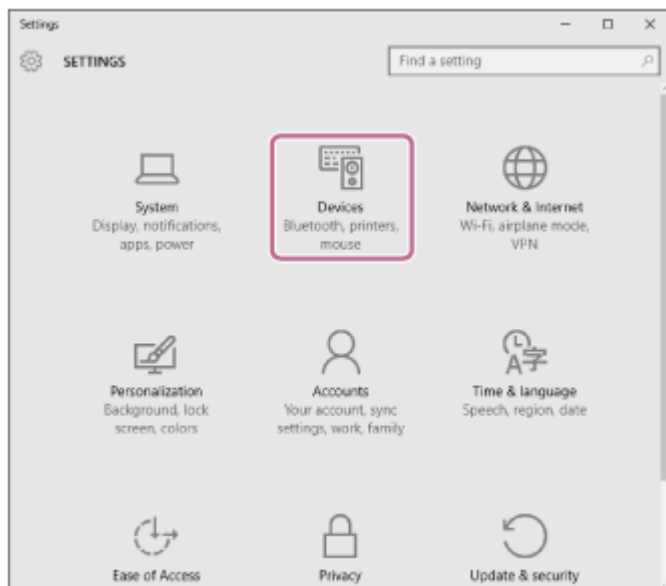 Settings
SETTINGS
Find a setting
System
Display, notifications,
apps, power
Devices
Bluetooth, printers,
mouse
Network & Internet
Wi-Fi, airplane mode,
VPN
Personalization
Background, lock
screen, colors
Accounts
Your account, sync
settings, work, family
Time & language
Speech, region, date
Ease of Access
Privacy
Update & security